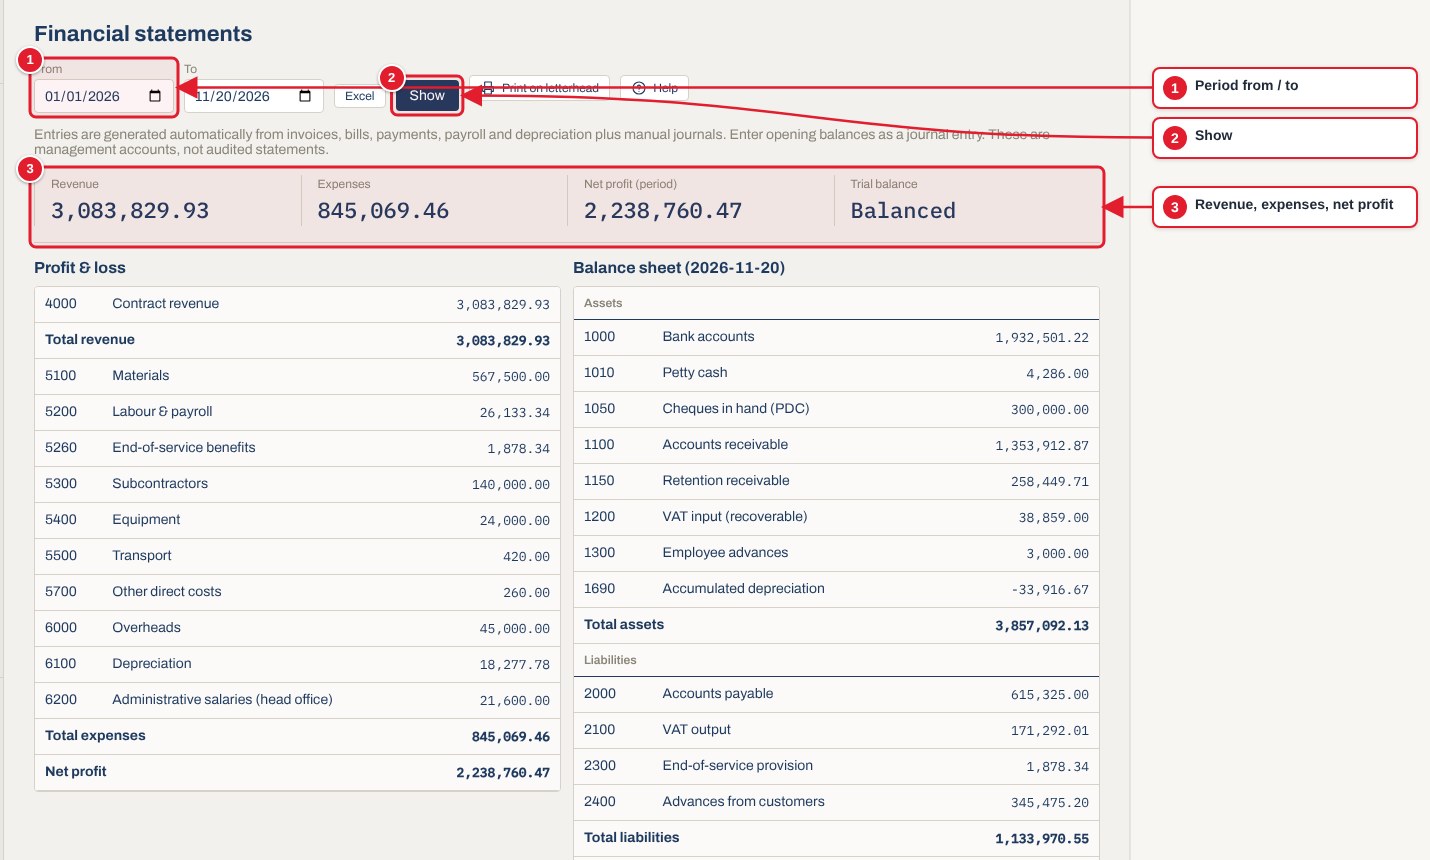 Financial statements
1
From
To
01/01/2026
11/20/2026
Excel
2
Show
Print on letterhead
Help
1 Period from / to
2 Show
Entries are generated automatically from invoices, bills, payments, payroll and depreciation plus manual journals. Enter opening balances as a journal entry. These are
management accounts, not audited statements.
3
Revenue
3,083,829.93
Expenses
845,069.46
Net profit (period)
2,238,760.47
Trial balance
Balanced
3 Revenue, expenses, net profit
Profit & loss
4000 Contract revenue 3,083,829.93
Total revenue 3,083,829.93
5100 Materials 567,500.00
5200 Labour & payroll 26,133.34
5260 End-of-service benefits 1,878.34
5300 Subcontractors 140,000.00
5400 Equipment 24,000.00
5500 Transport 420.00
5700 Other direct costs 260.00
6000 Overheads 45,000.00
6100 Depreciation 18,277.78
6200 Administrative salaries (head office) 21,600.00
Total expenses 845,069.46
Net profit 2,238,760.47
Balance sheet (2026-11-20)
Assets
1000 Bank accounts 1,932,501.22
1010 Petty cash 4,286.00
1050 Cheques in hand (PDC) 300,000.00
1100 Accounts receivable 1,353,912.87
1150 Retention receivable 258,449.71
1200 VAT input (recoverable) 38,859.00
1300 Employee advances 3,000.00
1690 Accumulated depreciation -33,916.67
Total assets 3,857,092.13
Liabilities
2000 Accounts payable 615,325.00
2100 VAT output 171,292.01
2300 End-of-service provision 1,878.34
2400 Advances from customers 345,475.20
Total liabilities 1,133,970.55